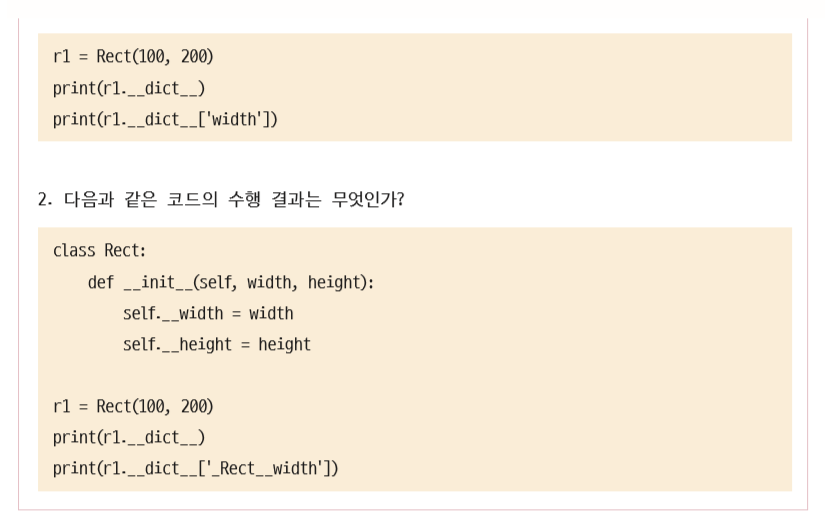 r1 = Rect(100, 200)
print(r1.__dict__)
print(r1.__dict__['width'])
2. 다음과 같은 코드의 수행 결과는 무엇인가?
class Rect:
    def __init__(self, width, height):
        self.__width = width
        self.__height = height
r1 = Rect(100, 200)
print(r1.__dict__)
print(r1.__dict__['_Rect__width'])